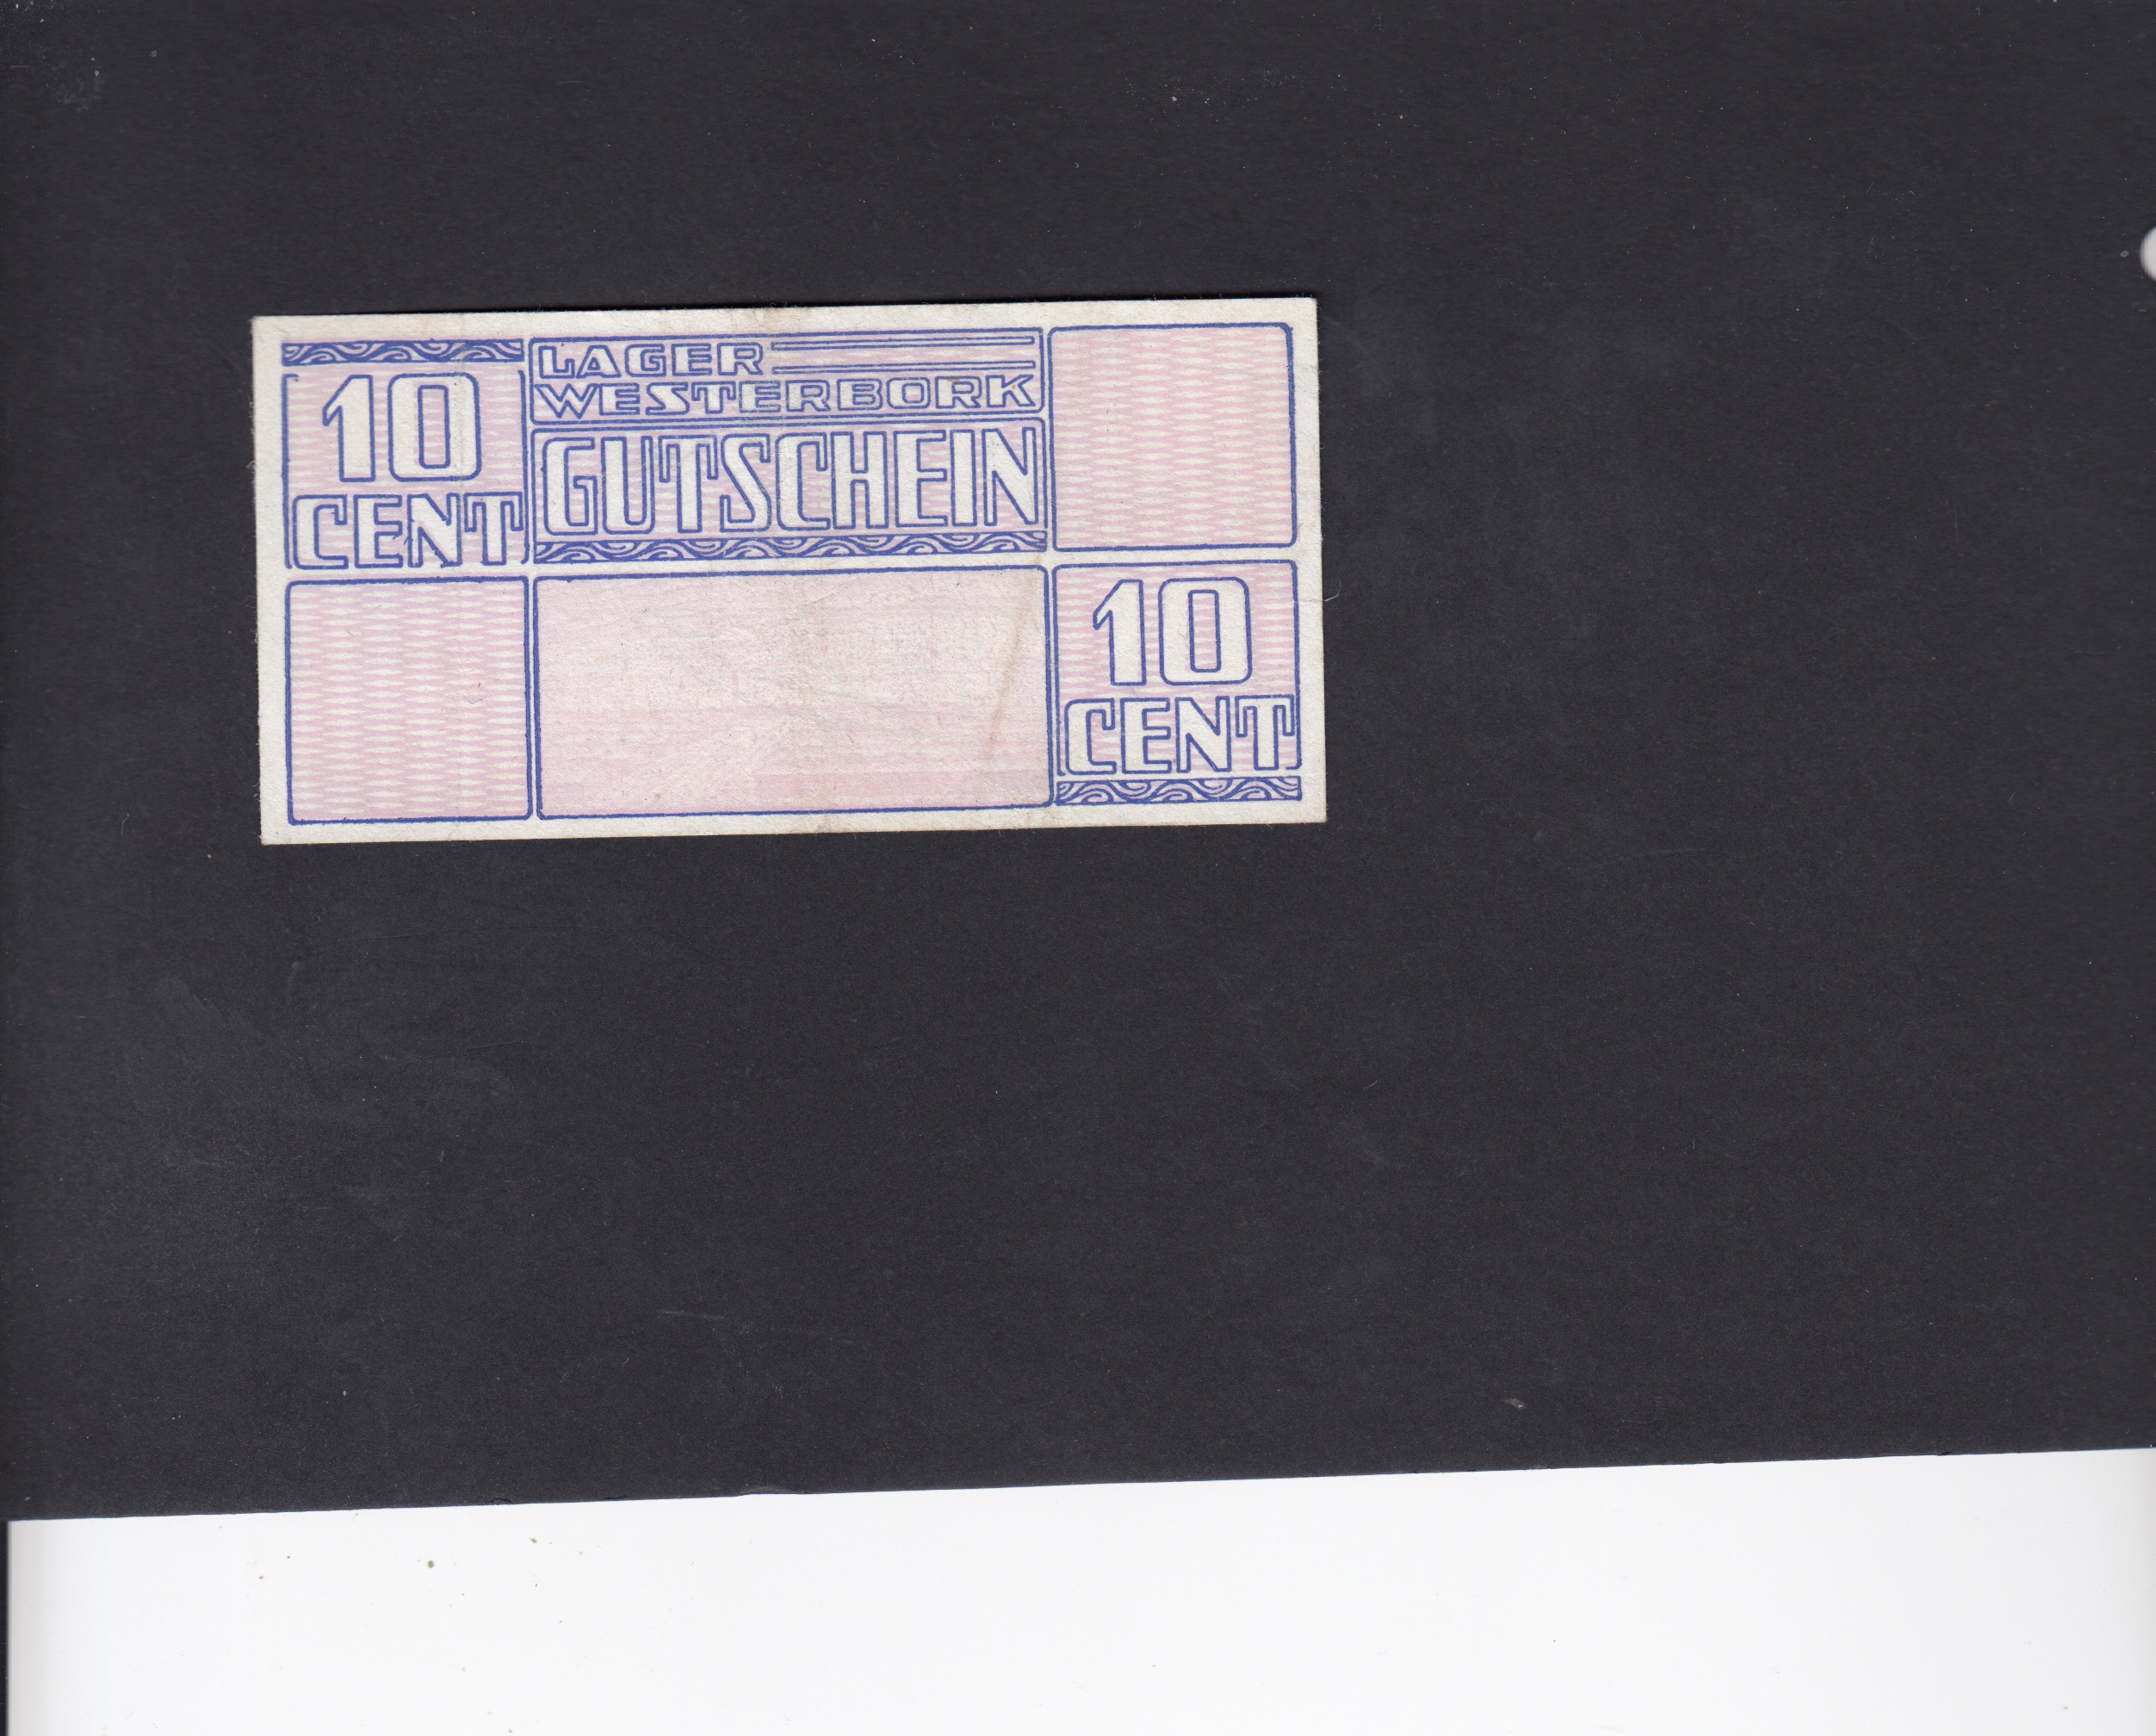 10
CENT
LAGER
WESTERBORK
GUTSCHEIN
10
CENT